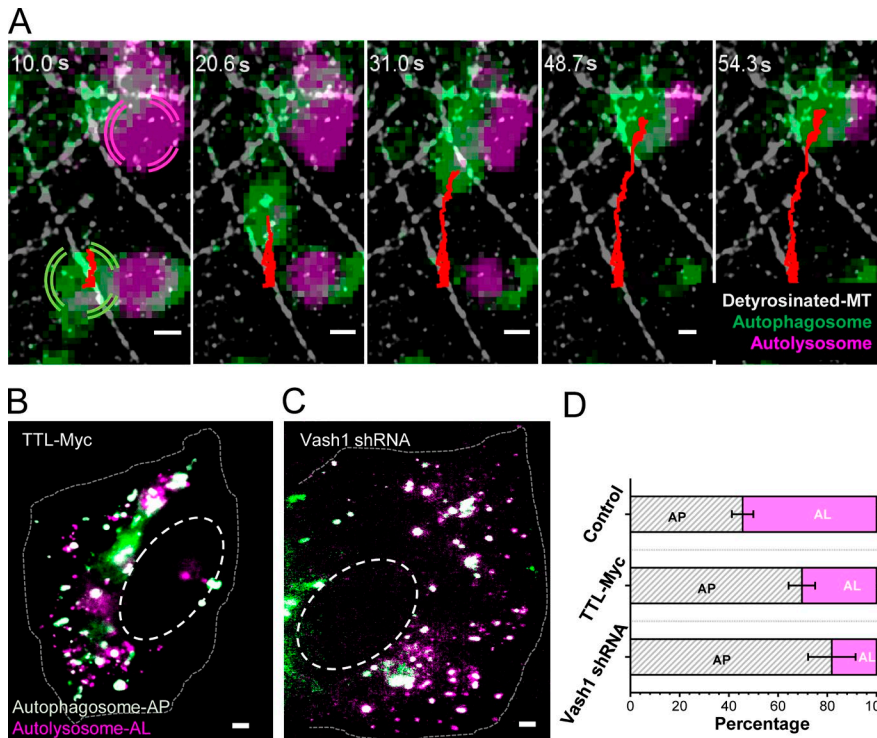 A
10.0 s
20.6 s
31.0 s
48.7 s
54.3 s
Detyrosinated-MT
Autophagosome
Autolysosome
B
TTL-Myc
Autophagosome-AP
Autolysosome-AL
C
Vash1 shRNA
D
Control
AP
AL
TTL-Myc
AP
AL
Vash1 shRNA
AP
AL
0 20 40 60 80 100
Percentage